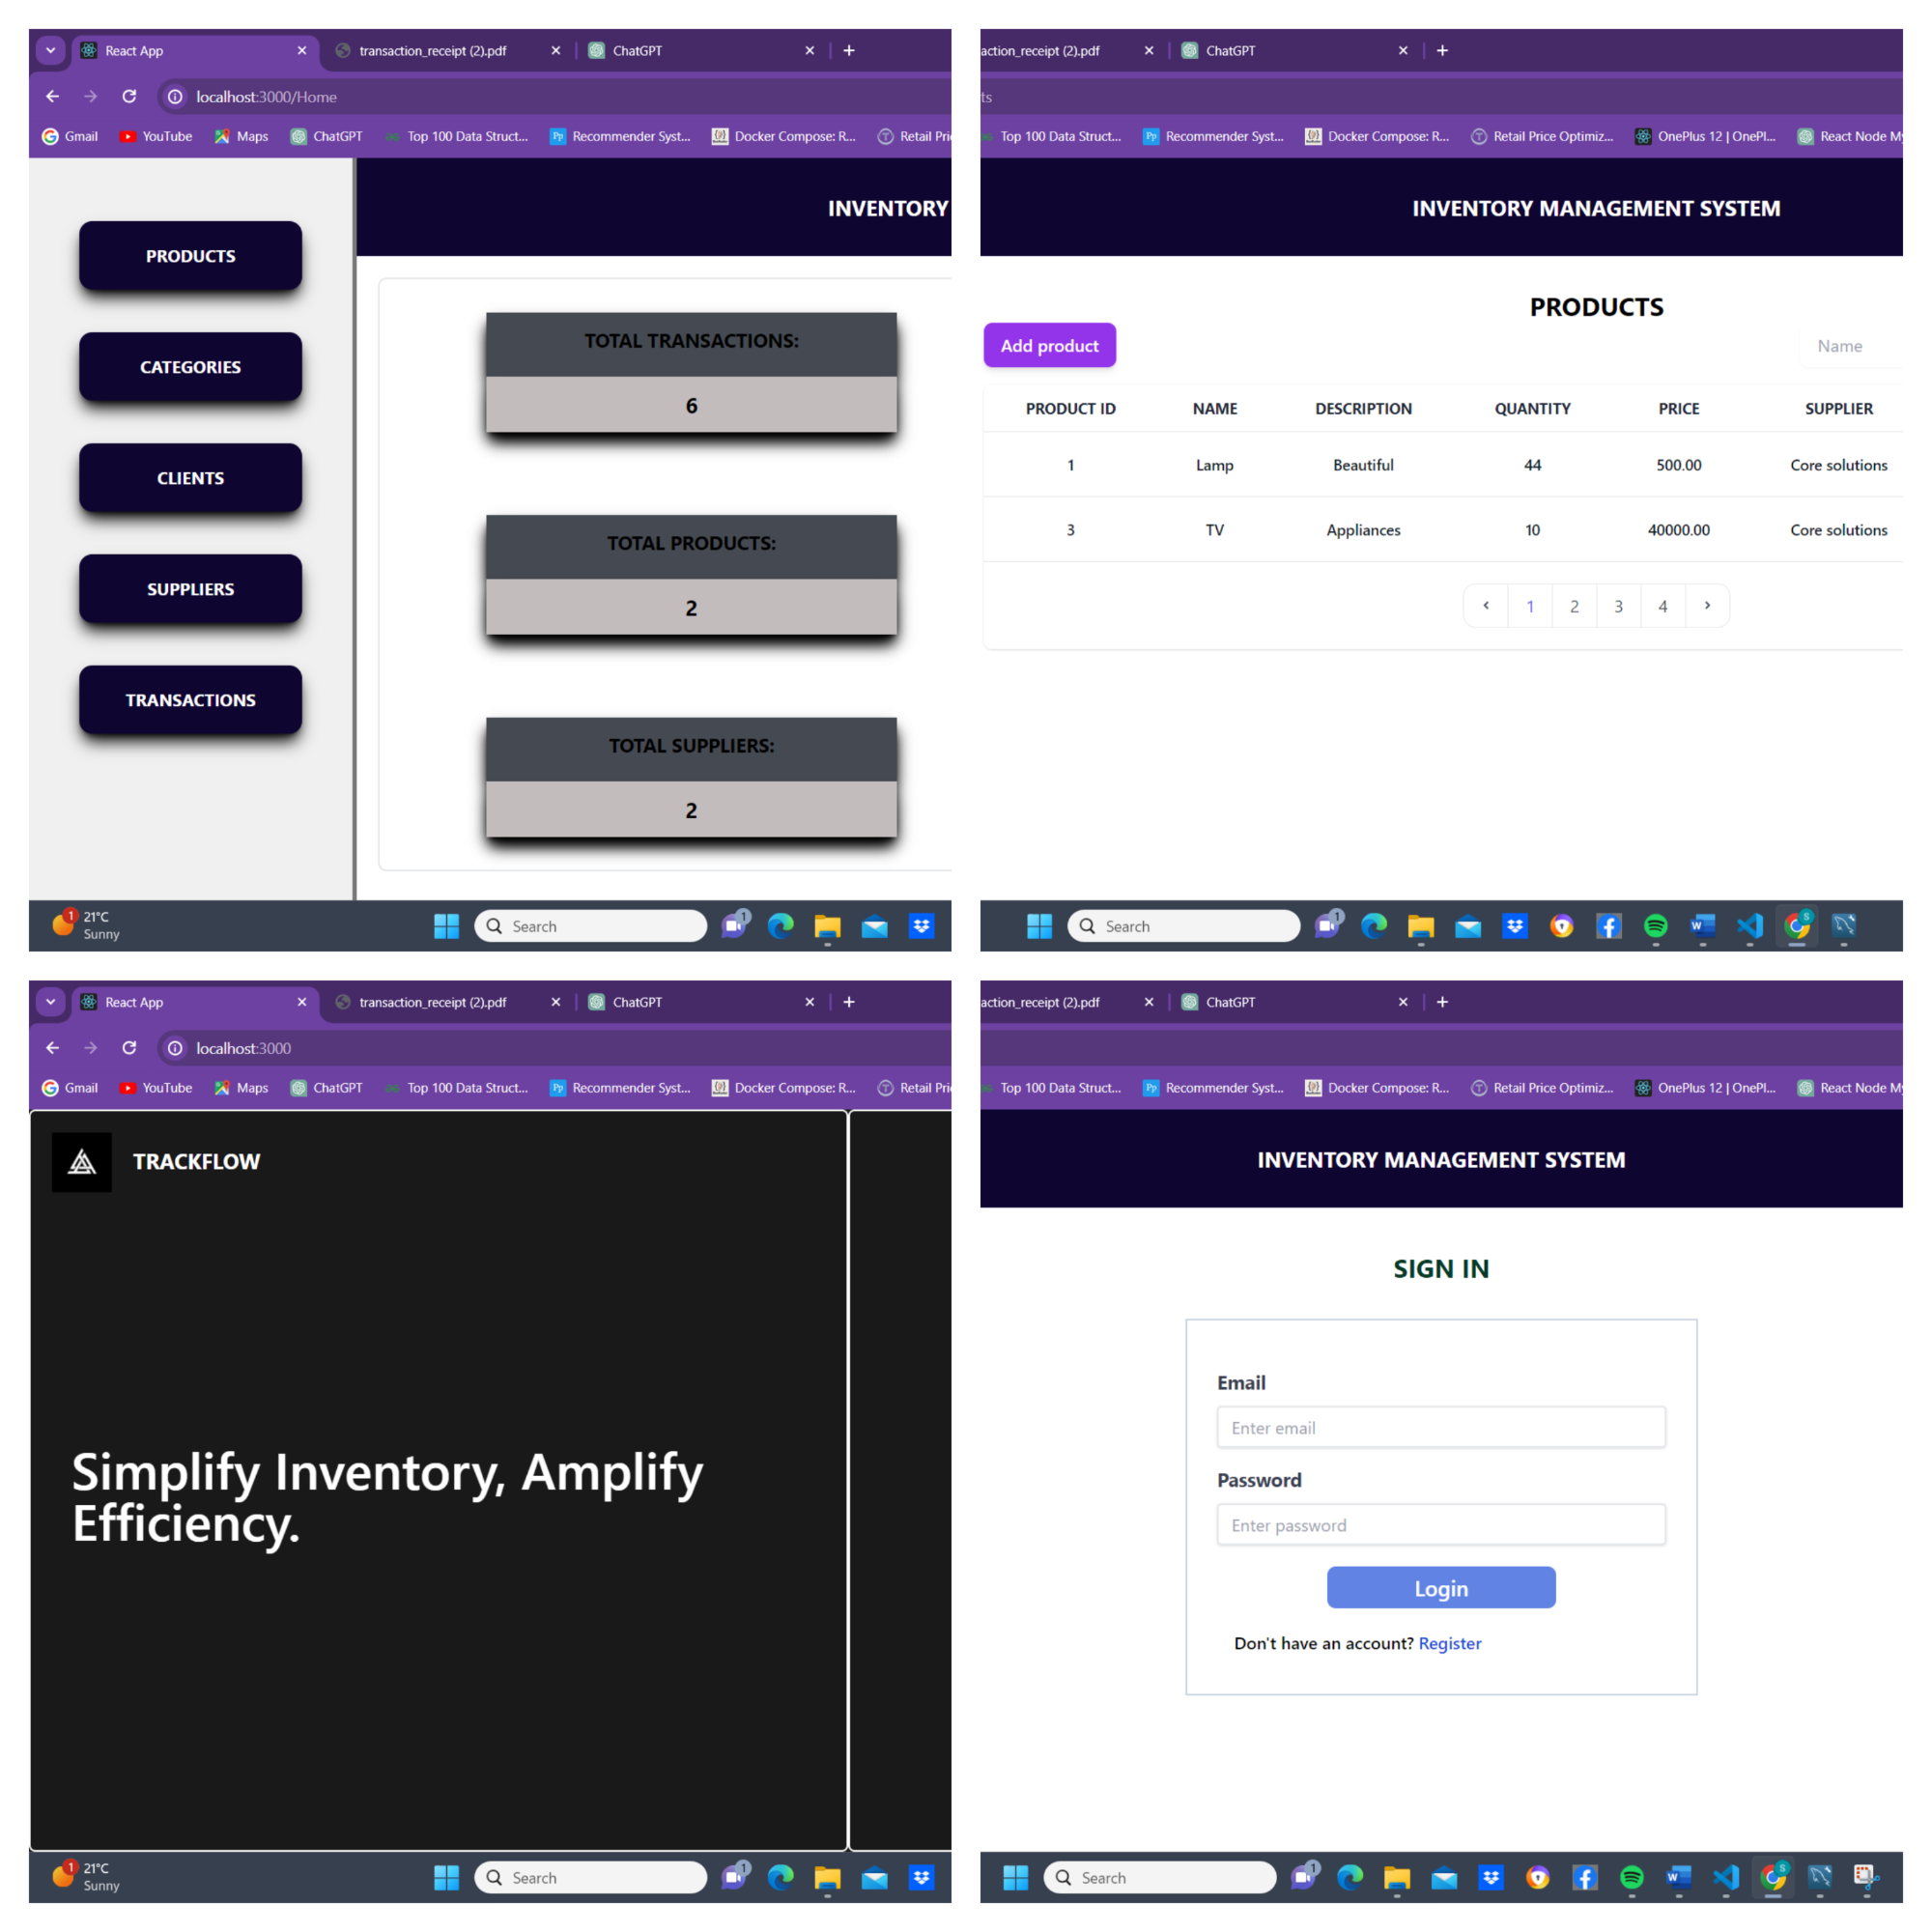 React App
transaction_receipt (2).pdf
ChatGPT
localhost:3000/Home
Gmail YouTube Maps ChatGPT Top 100 Data Struct... Recommender Syst... Docker Compose: R... Retail Pri
INVENTORY
PRODUCTS
CATEGORIES
CLIENTS
SUPPLIERS
TRANSACTIONS
TOTAL TRANSACTIONS:
6
TOTAL PRODUCTS:
2
TOTAL SUPPLIERS:
2
1
21°C
Sunny
Search
1
action_receipt (2).pdf
ChatGPT
ts
Top 100 Data Struct... Recommender Syst... Docker Compose: R... Retail Price Optimiz... OnePlus 12 | OnePl... React Node M
INVENTORY MANAGEMENT SYSTEM
PRODUCTS
Add product
Name
PRODUCT ID NAME DESCRIPTION QUANTITY PRICE SUPPLIER
1 Lamp Beautiful 44 500.00 Core solutions
3 TV Appliances 10 40000.00 Core solutions
‹ 1 2 3 4 ›
Search
1
S
React App
transaction_receipt (2).pdf
ChatGPT
localhost:3000
Gmail YouTube Maps ChatGPT Top 100 Data Struct... Recommender Syst... Docker Compose: R... Retail Pri
TRACKFLOW
Simplify Inventory, Amplify
Efficiency.
1
21°C
Sunny
Search
1
action_receipt (2).pdf
ChatGPT
Top 100 Data Struct... Recommender Syst... Docker Compose: R... Retail Price Optimiz... OnePlus 12 | OnePl... React Node M
INVENTORY MANAGEMENT SYSTEM
SIGN IN
Email
Enter email
Password
Enter password
Login
Don't have an account? Register
Search
1
S